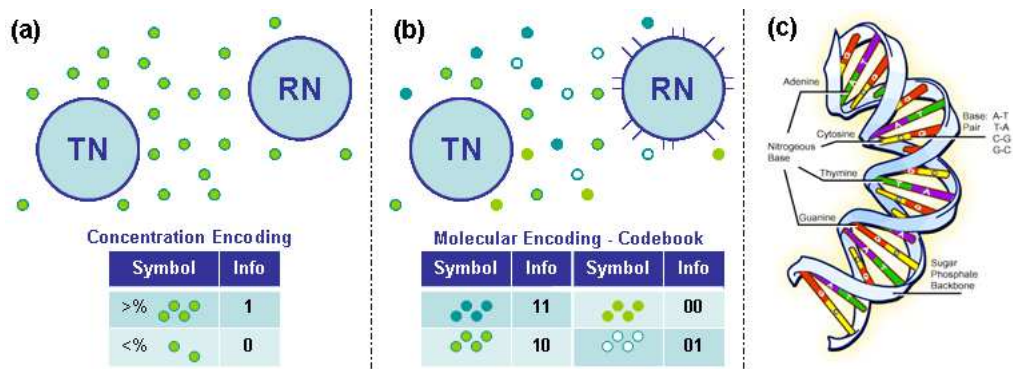 (a)
TN
RN
Concentration Encoding
Symbol Info
>% 1
<% 0
(b)
TN
RN
Molecular Encoding - Codebook
Symbol Info Symbol Info
11 00
10 01
(c)
Adenine
Cytosine
Nitrogeous
Base
Thymine
Guanine
Base: A-T
Pair T-A
C-G
G-C
Sugar
Phosphate
Backbone